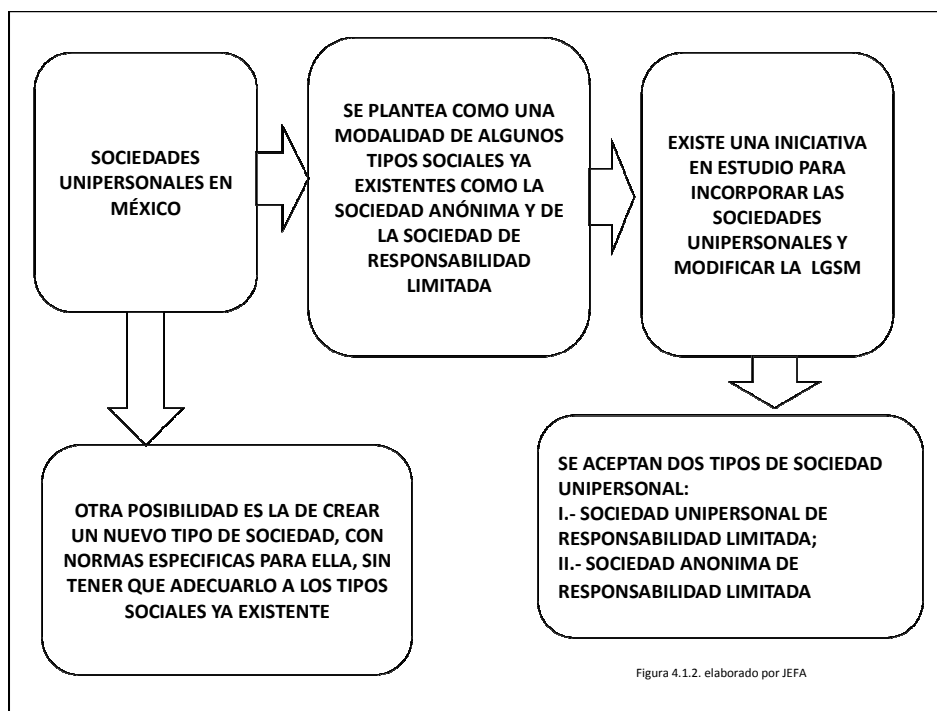 SOCIEDADES
UNIPERSONALES EN
MÉXICO
SE PLANTEA COMO UNA
MODALIDAD DE ALGUNOS
TIPOS SOCIALES YA
EXISTENTES COMO LA
SOCIEDAD ANÓNIMA Y DE
LA SOCIEDAD DE
RESPONSABILIDAD
LIMITADA
EXISTE UNA INICIATIVA
EN ESTUDIO PARA
INCORPORAR LAS
SOCIEDADES
UNIPERSONALES Y
MODIFICAR LA LGSM
OTRA POSIBILIDAD ES LA DE CREAR
UN NUEVO TIPO DE SOCIEDAD, CON
NORMAS ESPECIFICAS PARA ELLA, SIN
TENER QUE ADECUARLO A LOS TIPOS
SOCIALES YA EXISTENTE
SE ACEPTAN DOS TIPOS DE SOCIEDAD
UNIPERSONAL:
I.- SOCIEDAD UNIPERSONAL DE
RESPONSABILIDAD LIMITADA;
II.- SOCIEDAD ANONIMA DE
RESPONSABILIDAD LIMITADA
Figura 4.1.2. elaborado por JEFA